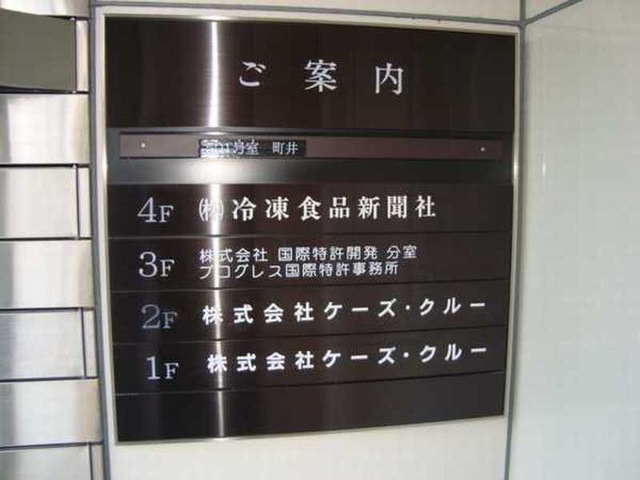 ご案内
号室 町井
4F ㈱冷凍食品新聞社
3F 株式会社 国際特許開発 分室
プログレス国際特許事務所
2F 株式会社ケーズ・クルー
1F 株式会社ケーズ・クルー